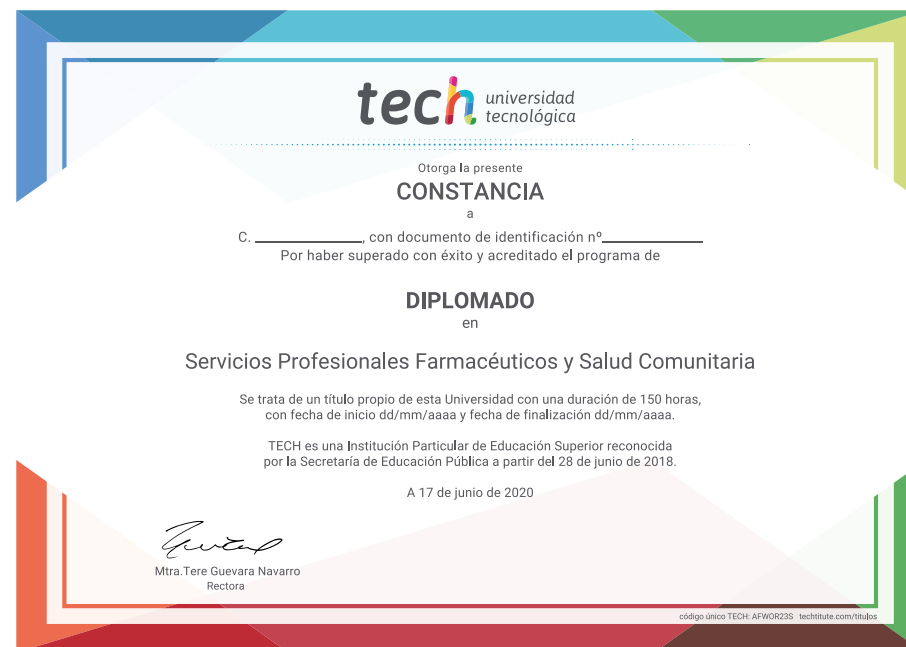 tech universidad
tecnológica
Otorga la presente
CONSTANCIA
a
C. ____________, con documento de identificación nº____________
Por haber superado con éxito y acreditado el programa de
DIPLOMADO
en
Servicios Profesionales Farmacéuticos y Salud Comunitaria
Se trata de un título propio de esta Universidad con una duración de 150 horas,
con fecha de inicio dd/mm/aaaa y fecha de finalización dd/mm/aaaa.
TECH es una Institución Particular de Educación Superior reconocida
por la Secretaría de Educación Pública a partir del 28 de junio de 2018.
A 17 de junio de 2020
Mtra.Tere Guevara Navarro
Rectora
código único TECH: AFWOR23S techtitute.com/titulos